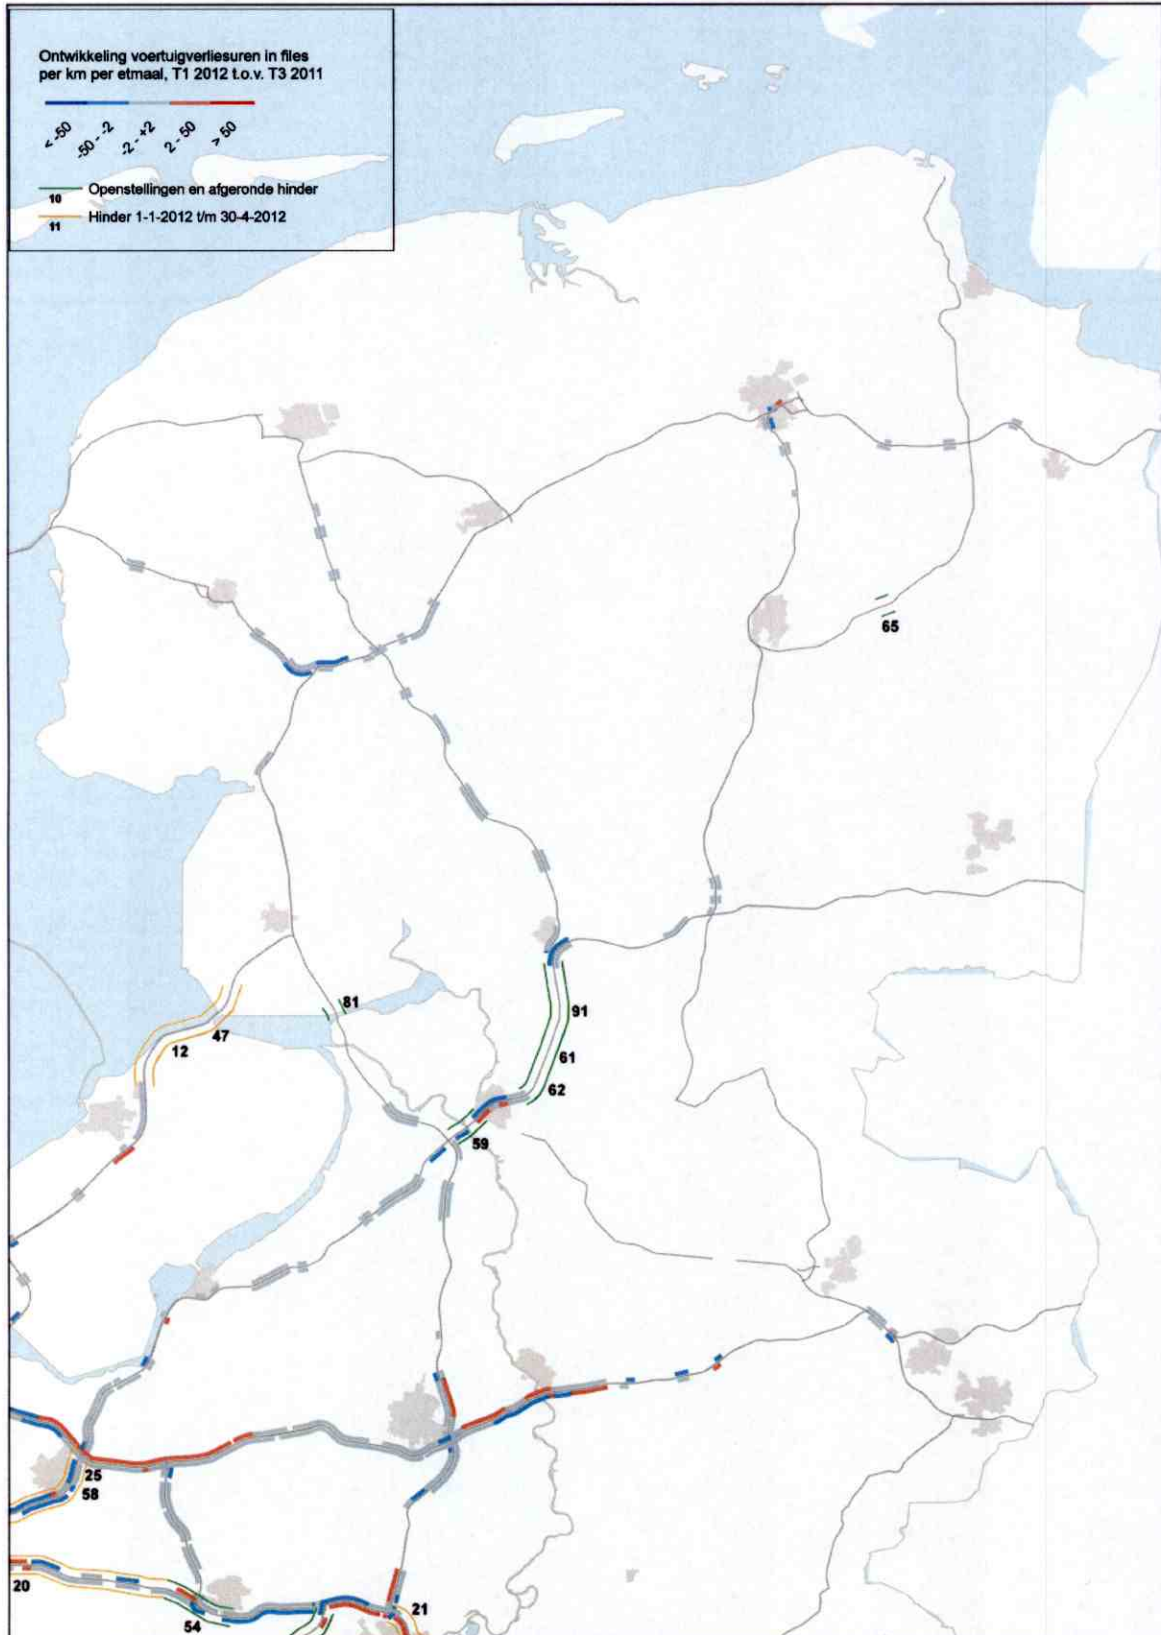 Ontwikkeling voertuigverliesuren in files
per km per etmaal, T1 2012 t.o.v. T3 2011
< -50
-50 - -2
-2 - +2
2 - 50
> 50
10 Openstellingen en afgeronde hinder
11 Hinder 1-1-2012 t/m 30-4-2012
65
81
91
47
12
61
62
59
25
58
20
21
54